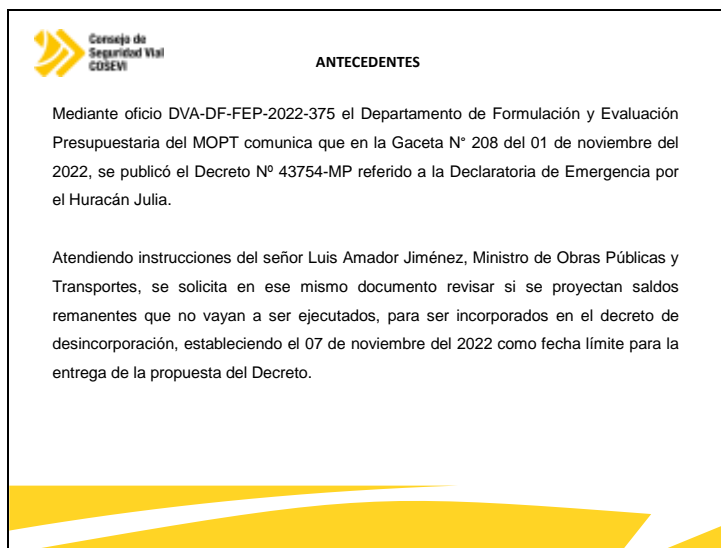 Consejo de
Seguridad Vial
COSEVI
ANTECEDENTES
Mediante oficio DVA-DF-FEP-2022-375 el Departamento de Formulación y Evaluación
Presupuestaria del MOPT comunica que en la Gaceta N° 208 del 01 de noviembre del
2022, se publicó el Decreto Nº 43754-MP referido a la Declaratoria de Emergencia por
el Huracán Julia.
Atendiendo instrucciones del señor Luis Amador Jiménez, Ministro de Obras Públicas y
Transportes, se solicita en ese mismo documento revisar si se proyectan saldos
remanentes que no vayan a ser ejecutados, para ser incorporados en el decreto de
desincorporación, estableciendo el 07 de noviembre del 2022 como fecha límite para la
entrega de la propuesta del Decreto.